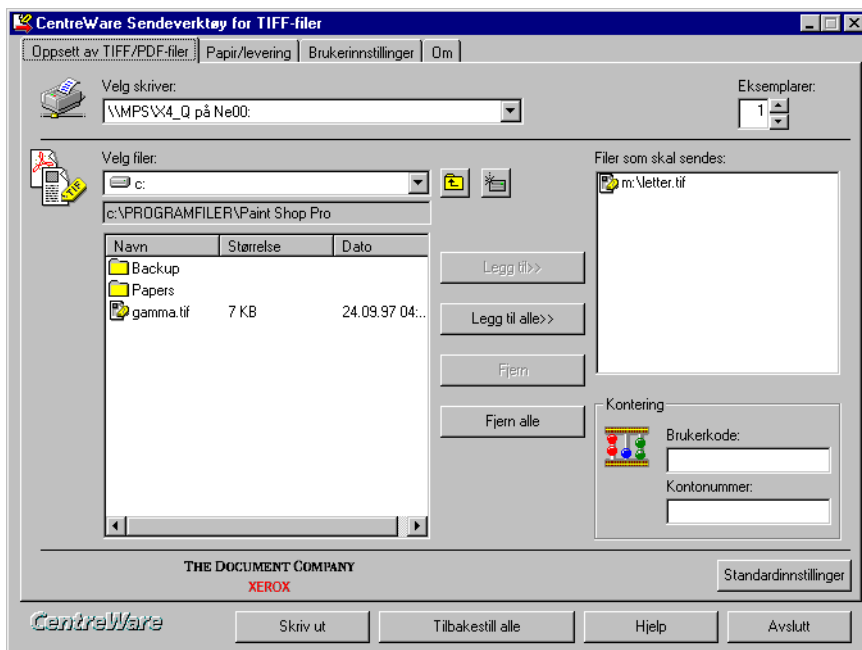 CentreWare Sendeverktøy for TIFF-filer
Oppsett av TIFF/PDF-filer Papir/levering Brukerinnstillinger Om
Velg skriver:
\\MPS\X4_Q på Ne00:
Eksemplarer:
1
Velg filer:
c:
c:\PROGRAMFILER\Paint Shop Pro
Navn Størrelse Dato
Backup
Papers
gamma.tif 7 KB 24.09.97 04:..
Legg til>>
Legg til alle>>
Fjern
Fjern alle
Filer som skal sendes:
m:\letter.tif
Kontering
Brukerkode:
Kontonummer:
THE DOCUMENT COMPANY
XEROX
Standardinnstillinger
CentreWare
Skriv ut Tilbakestill alle Hjelp Avslutt